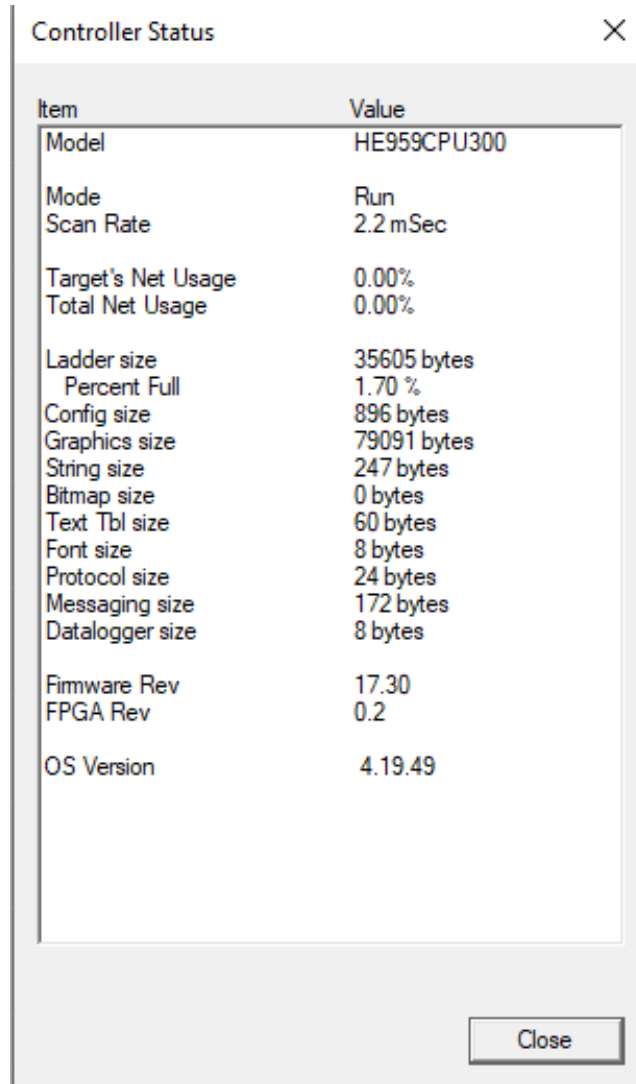 Controller Status
Item Value
Model HE959CPU300
Mode Run
Scan Rate 2.2 mSec
Target's Net Usage 0.00%
Total Net Usage 0.00%
Ladder size 35605 bytes
Percent Full 1.70 %
Config size 896 bytes
Graphics size 79091 bytes
String size 247 bytes
Bitmap size 0 bytes
Text Tbl size 60 bytes
Font size 8 bytes
Protocol size 24 bytes
Messaging size 172 bytes
Datalogger size 8 bytes
Firmware Rev 17.30
FPGA Rev 0.2
OS Version 4.19.49
Close